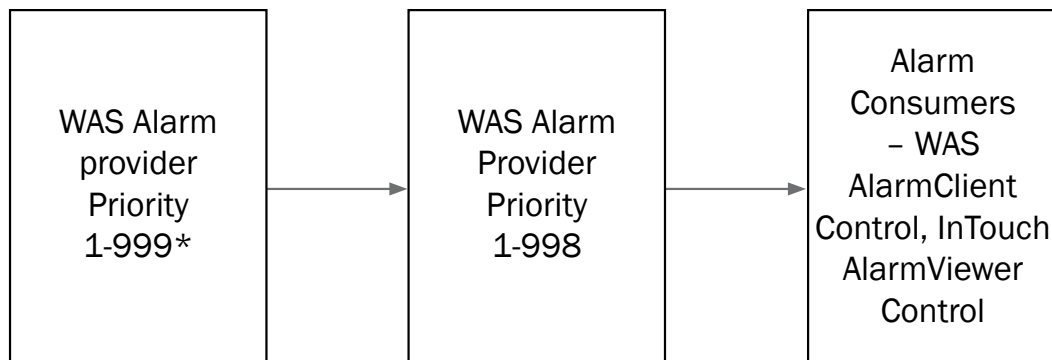 WAS Alarm
provider
Priority
1-999*
WAS Alarm
Provider
Priority
1-998
Alarm
Consumers
– WAS
AlarmClient
Control, InTouch
AlarmViewer
Control